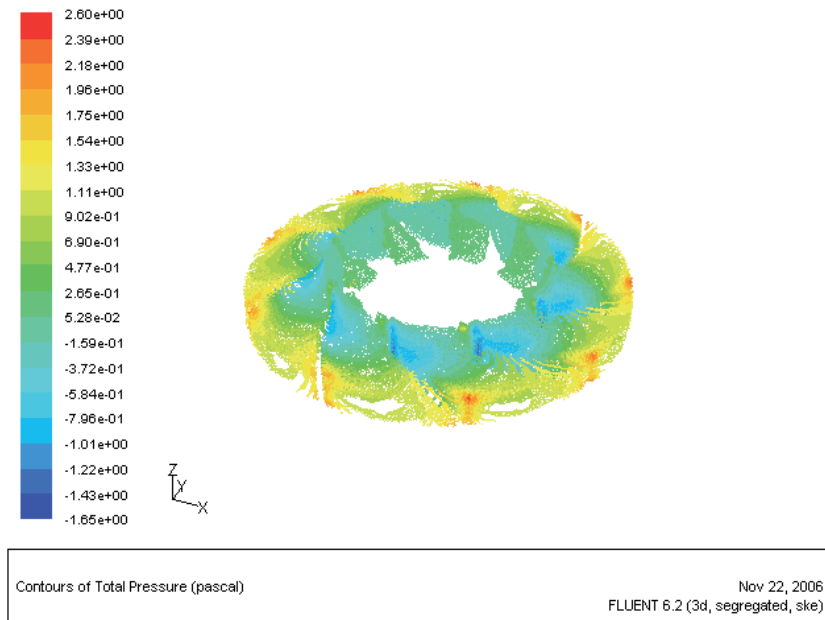 2.60e+00
2.39e+00
2.18e+00
1.96e+00
1.75e+00
1.54e+00
1.33e+00
1.11e+00
9.02e-01
6.90e-01
4.77e-01
2.65e-01
5.28e-02
-1.59e-01
-3.72e-01
-5.84e-01
-7.96e-01
-1.01e+00
-1.22e+00
-1.43e+00
-1.65e+00
Z
Y
X
Contours of Total Pressure (pascal)
Nov 22, 2006
FLUENT 6.2 (3d, segregated, ske)